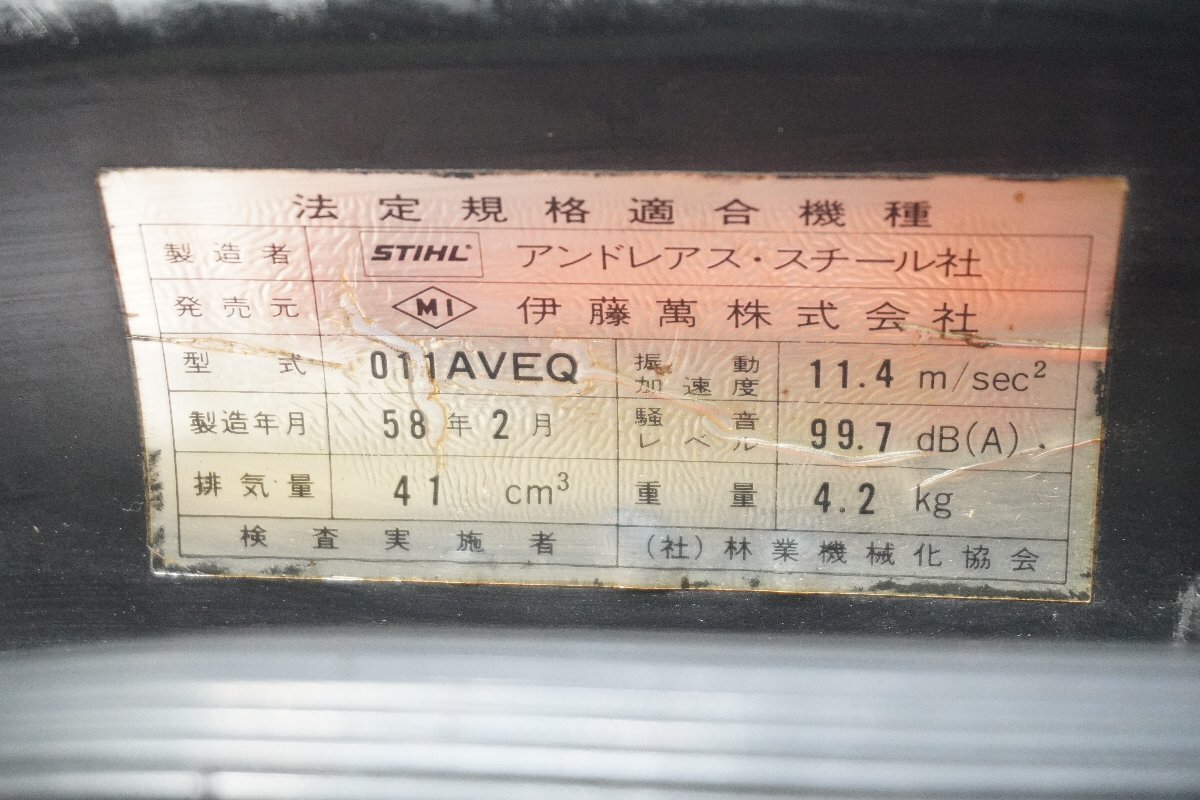 法定規格適合機種
製造者 STIHL アンドレアス・スチール社
発売元 MI 伊藤萬株式会社
型式 011AVEQ 振動加速度 11.4 m/sec²
製造年月 58年2月 騒音レベル 99.7 dB(A)
排気量 41 cm³ 重量 4.2 kg
検査実施者 (社)林業機械化協会